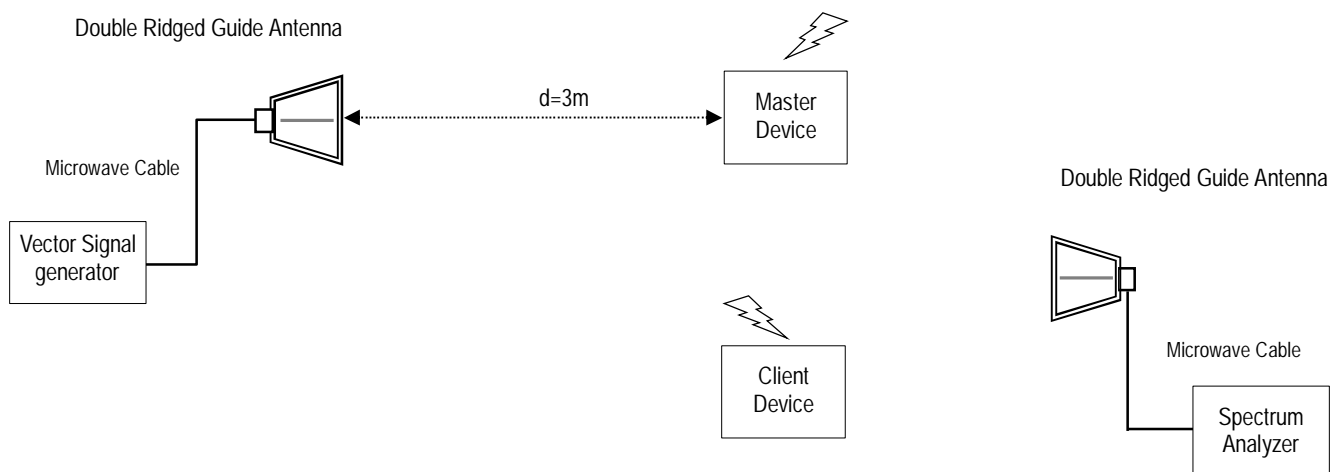 Double Ridged Guide Antenna
d=3m
Master
Device
Microwave Cable
Double Ridged Guide Antenna
Vector Signal
generator
Client
Device
Microwave Cable
Spectrum
Analyzer